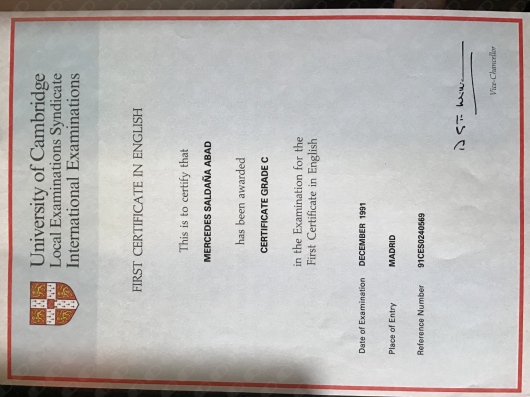 University of Cambridge
Local Examinations Syndicate
International Examinations
FIRST CERTIFICATE IN ENGLISH
This is to certify that
MERCEDES SALDAÑA ABAD
has been awarded
CERTIFICATE GRADE C
in the Examination for the
First Certificate in English
Date of Examination DECEMBER 1991
Place of Entry MADRID
Reference Number 91CES0240569
Vice-Chancellor